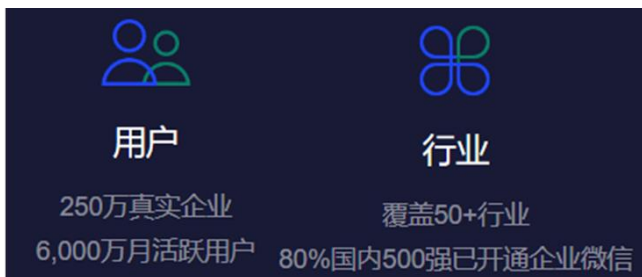 用户
250万真实企业
6,000万月活跃用户
行业
覆盖50+行业
80%国内500强已开通企业微信